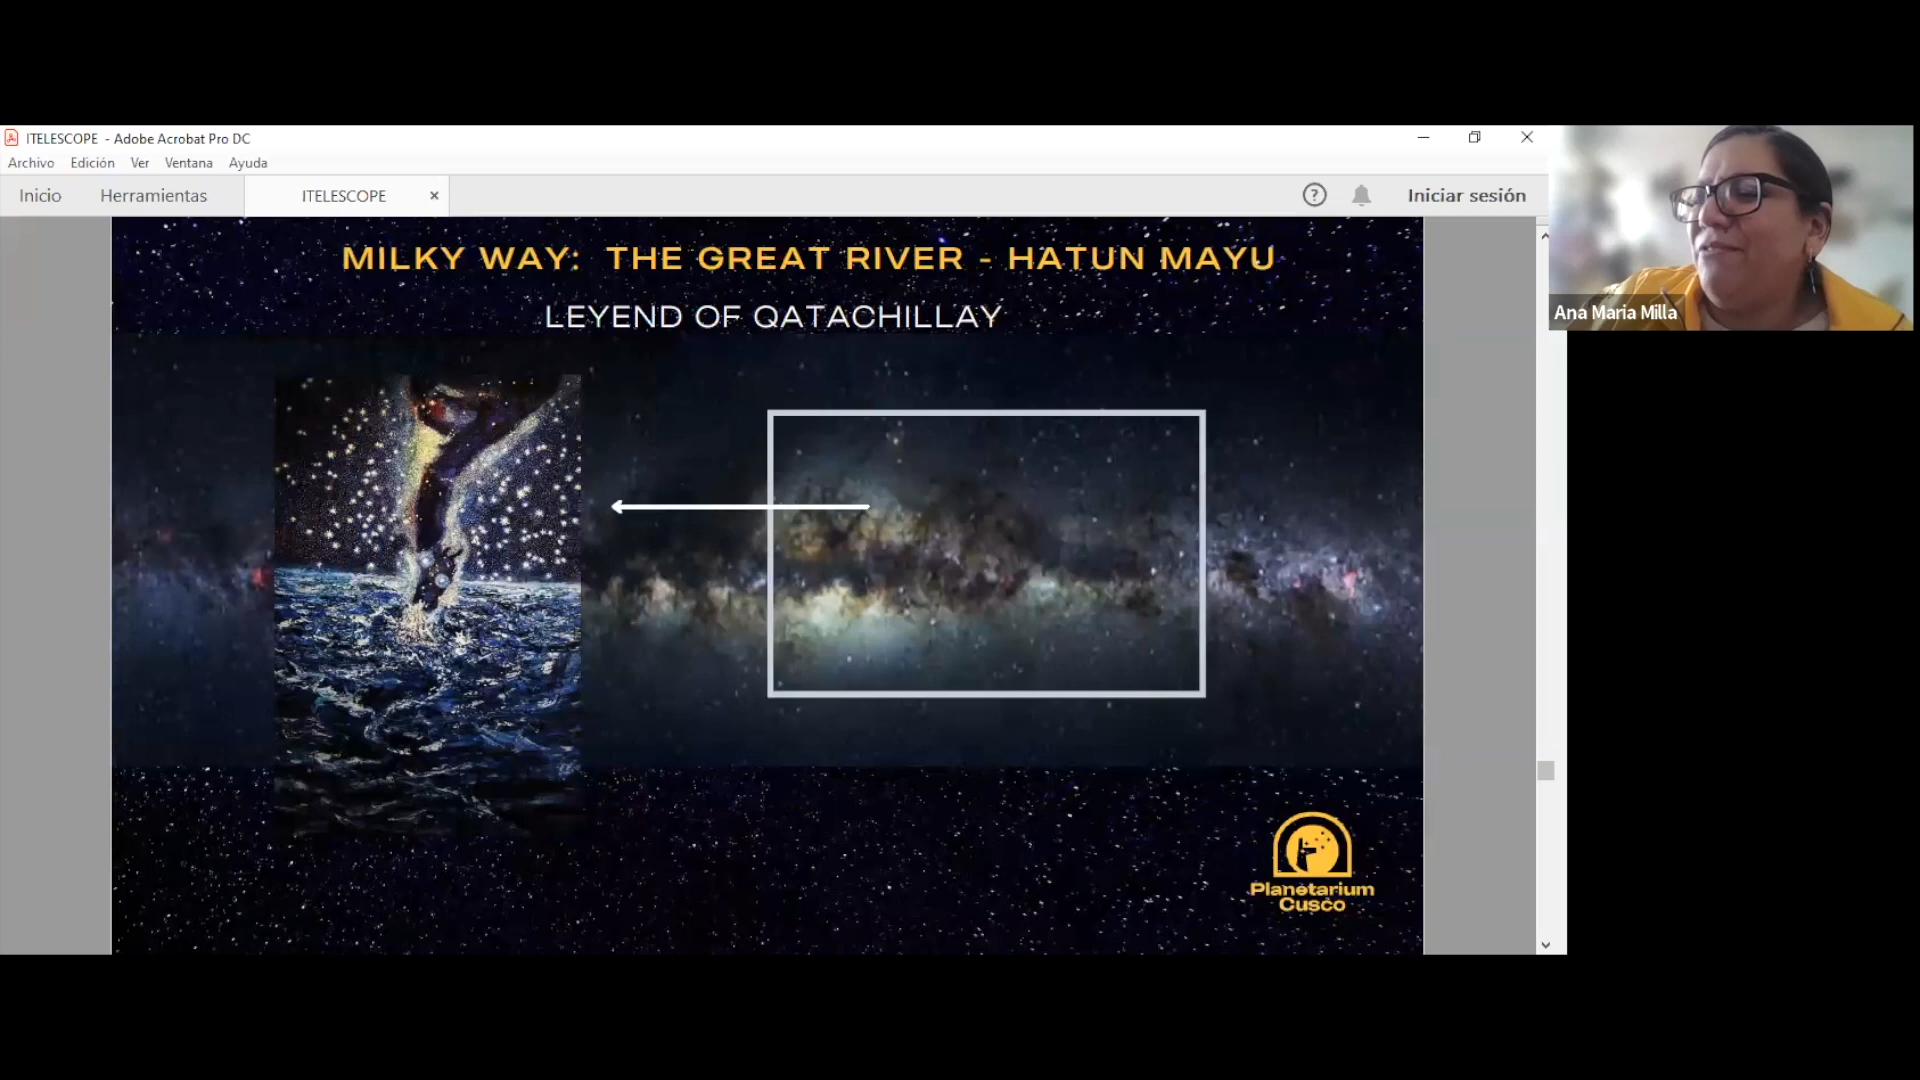 ITELESCOPE - Adobe Acrobat Pro DC
Archivo Edición Ver Ventana Ayuda
Inicio Herramientas ITELESCOPE × ? Iniciar sesión
MILKY WAY: THE GREAT RIVER - HATUN MAYU
LEYEND OF QATACHILLAY
Ana Maria Milla
Planetarium
Cusco